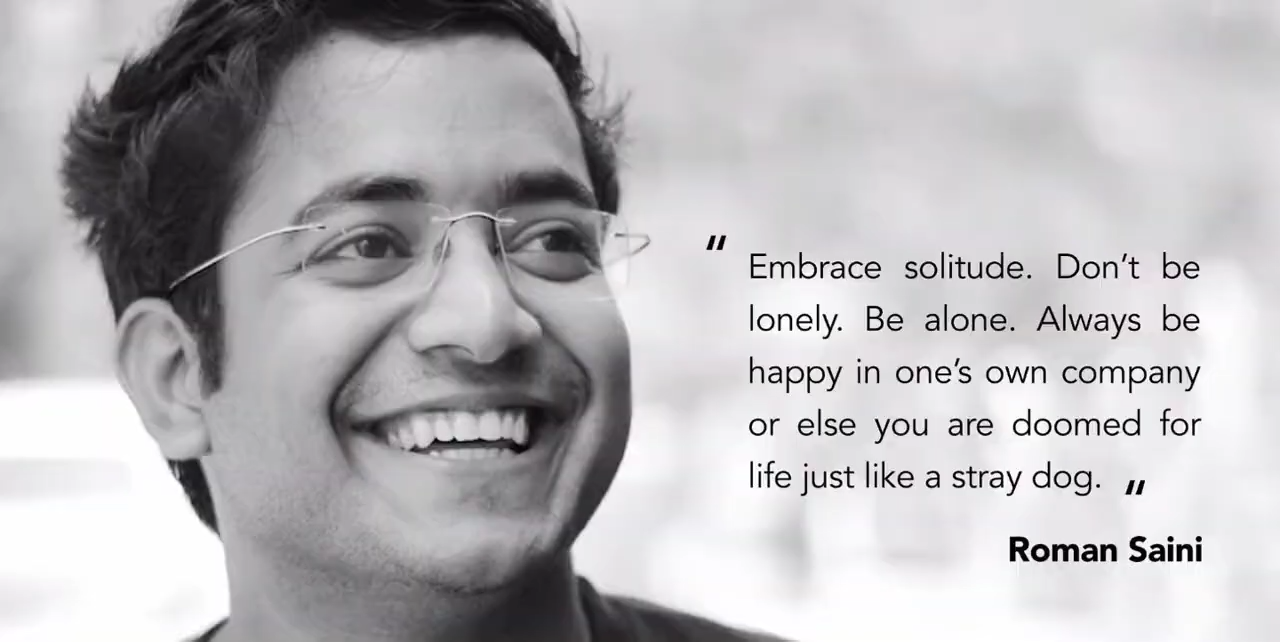 “ Embrace solitude. Don’t be
lonely. Be alone. Always be
happy in one’s own company
or else you are doomed for
life just like a stray dog. „
Roman Saini